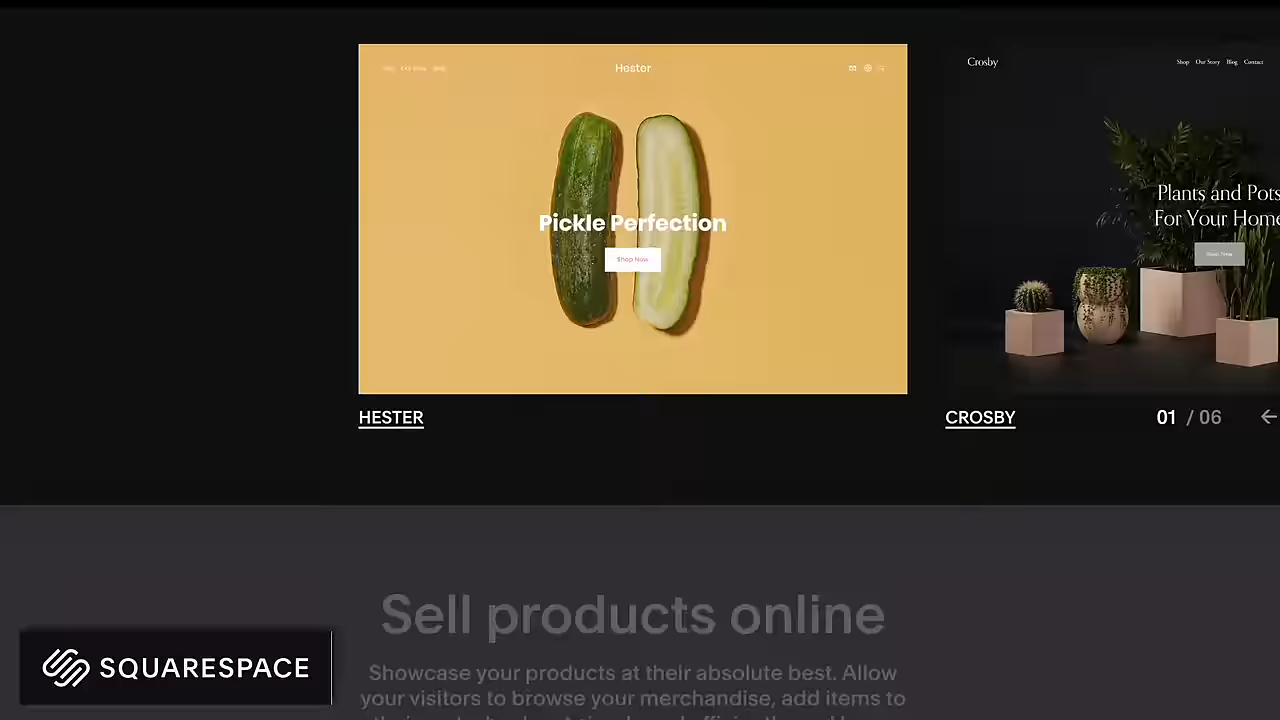 Hester
Pickle Perfection
Shop Now
HESTER
Crosby
Shop Our Story Blog Contact
Plants and Pots
For Your Home
CROSBY
01 / 06
Sell products online
Showcase your products at their absolute best. Allow
your visitors to browse your merchandise, add items to
SQUARESPACE